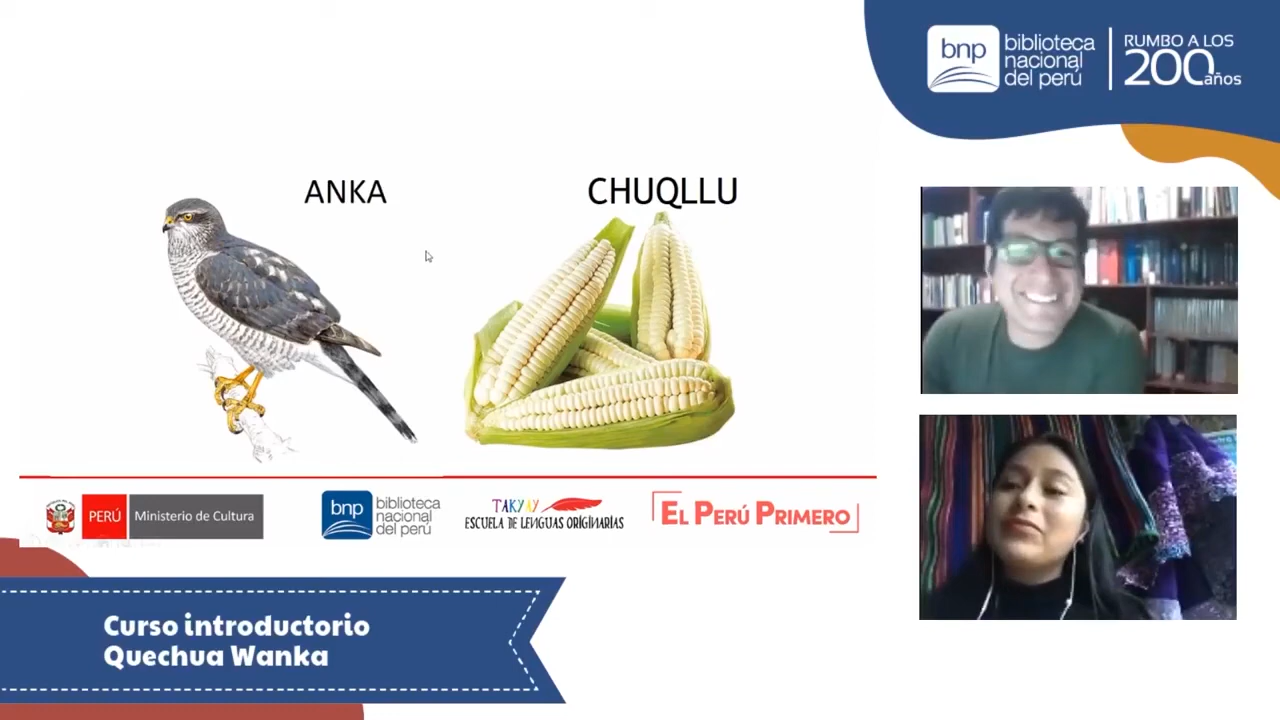 bnp
biblioteca
nacional
del perú
RUMBO A LOS
200
años
ANKA
CHUQLLU
PERÚ
Ministerio de Cultura
bnp
biblioteca
nacional
del perú
TAKYAY
ESCUELA DE LENGUAS ORIGINARIAS
EL PERÚ PRIMERO
Curso introductorio
Quechua Wanka